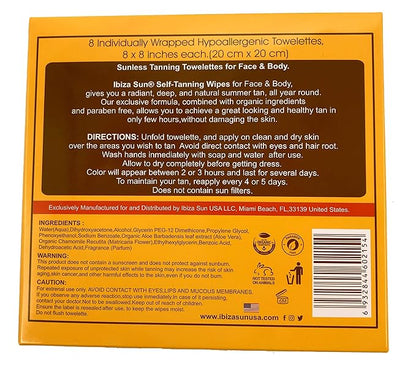 8 Individually Wrapped Hypoallergenic Towelettes,
8 x 8 inches each.(20 cm x 20 cm)
Sunless Tanning Towelettes for Face & Body.
Ibiza Sun® Self-Tanning Wipes for Face & Body,
gives you a radiant, deep, and natural summer tan, all year round.
Our exclusive formula, combined with organic ingredients
and paraben free, allows you to achieve a great looking and healthy tan in
only few hours,without damaging the skin.
DIRECTIONS: Unfold towelette, and apply on clean and dry skin
over the areas you wish to tan Avoid direct contact with eyes and hair root.
Wash hands immediately with soap and water after use.
Allow to dry completely before getting dress.
Color will appear between 2 or 3 hours and last for several days.
To maintain your tan, reapply every 4 or 5 days.
Does not contain sun filters.
Exclusively Manufactured for and Distributed by Ibiza Sun USA LLC, Miami Beach, FL,33139 United States.
INGREDIENTS :
Water(Aqua),Dihydroxyacetone,Alcohol,Glycerin PEG-12 Dimethicone,Propylene Glycol,
Phenoxyethanol,Sodium Benzoate,Organic Aloe Barbadensis leaf extract(Aloe Vera),
Organic Chamomile Recutita (Matricaria Flower),Ethylhexylglycerin,Benzoic Acid,
Dehydroacetic Acid,Fragrance(Parfum)
WARNING:
This product does not contain a sunscreen and does not protect against sunburn.
Repeated exposure of unprotected skin while tanning may increase the risk of skin
aging,skin cancer and other harmful effects to the skin, even if you do not burn.
CAUTION:
For external use only. AVOID CONTACT WITH EYES,LIPS AND MUCOUS MEMBRANES.
If you observe any adverse reaction,stop use immediately in case of persisting,
contact your doctor.Not to be swallowed.Keep out of reach of children.
Ensure the label is resealed after use, to keep the wipes moist.
Do not flush towelette.
ORGANIC
NOT TESTED
ON ANIMALS
www.ibizasunusa.com
6 932844 602154